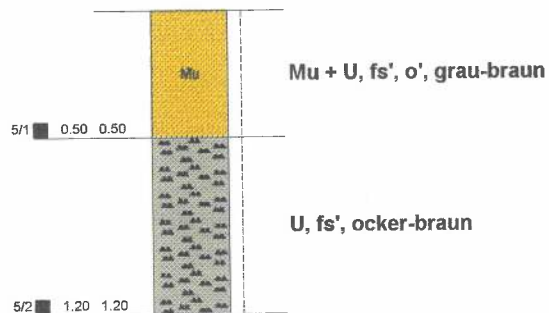 Mu
Mu + U, fs', o', grau-braun
5/1 0.50 0.50
U, fs', ocker-braun
5/2 1.20 1.20